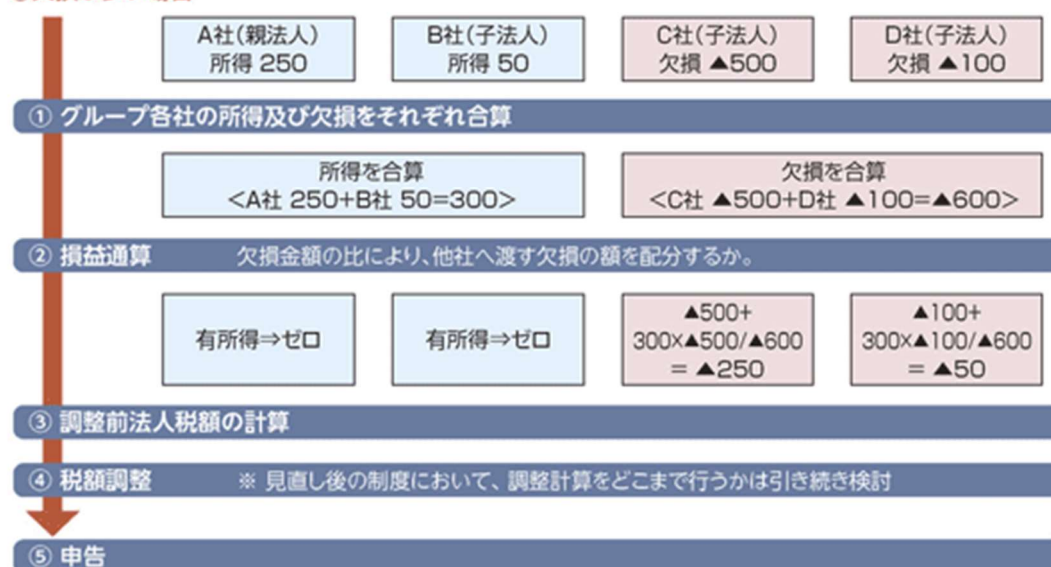 A社(親法人)
所得 250
B社(子法人)
所得 50
C社(子法人)
欠損 ▲500
D社(子法人)
欠損 ▲100
① グループ各社の所得及び欠損をそれぞれ合算
所得を合算
<A社 250+B社 50=300>
欠損を合算
<C社 ▲500+D社 ▲100=▲600>
② 損益通算 欠損金額の比により、他社へ渡す欠損の額を配分するか。
有所得⇒ゼロ
有所得⇒ゼロ
▲500+
300×▲500/▲600
= ▲250
▲100+
300×▲100/▲600
= ▲50
③ 調整前法人税額の計算
④ 税額調整 ※ 見直し後の制度において、調整計算をどこまで行うかは引き続き検討
⑤ 申告